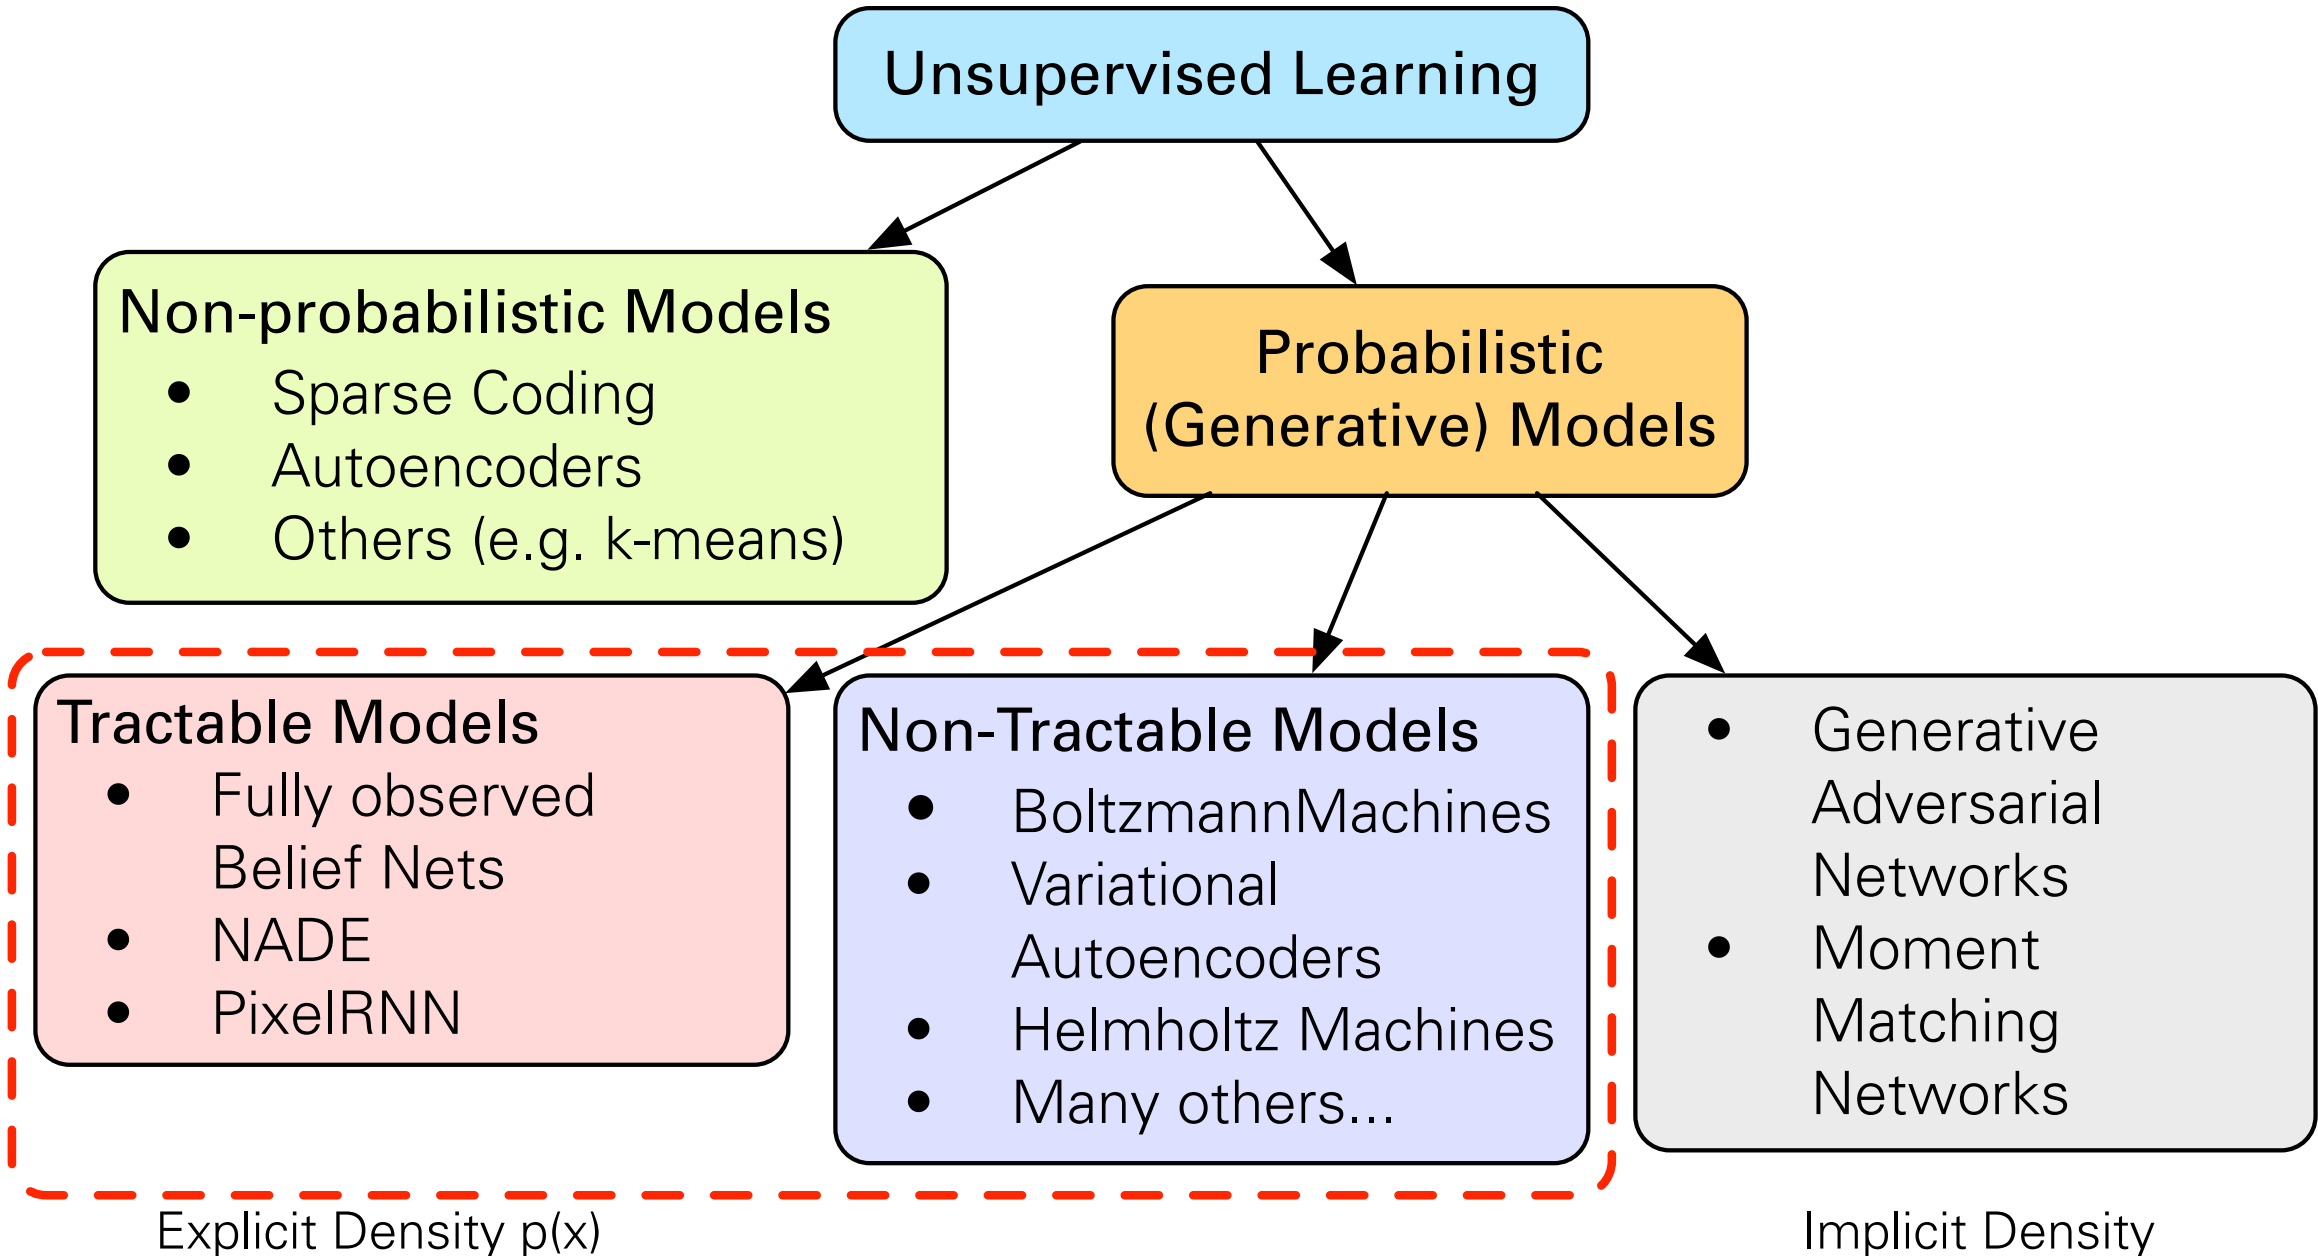 Unsupervised Learning
Non-probabilistic Models
• Sparse Coding
• Autoencoders
• Others (e.g. k-means)
Probabilistic
(Generative) Models
Tractable Models
• Fully observed
Belief Nets
• NADE
• PixelRNN
Non-Tractable Models
• BoltzmannMachines
• Variational
Autoencoders
• Helmholtz Machines
• Many others...
• Generative
Adversarial
Networks
• Moment
Matching
Networks
Explicit Density p(x)
Implicit Density